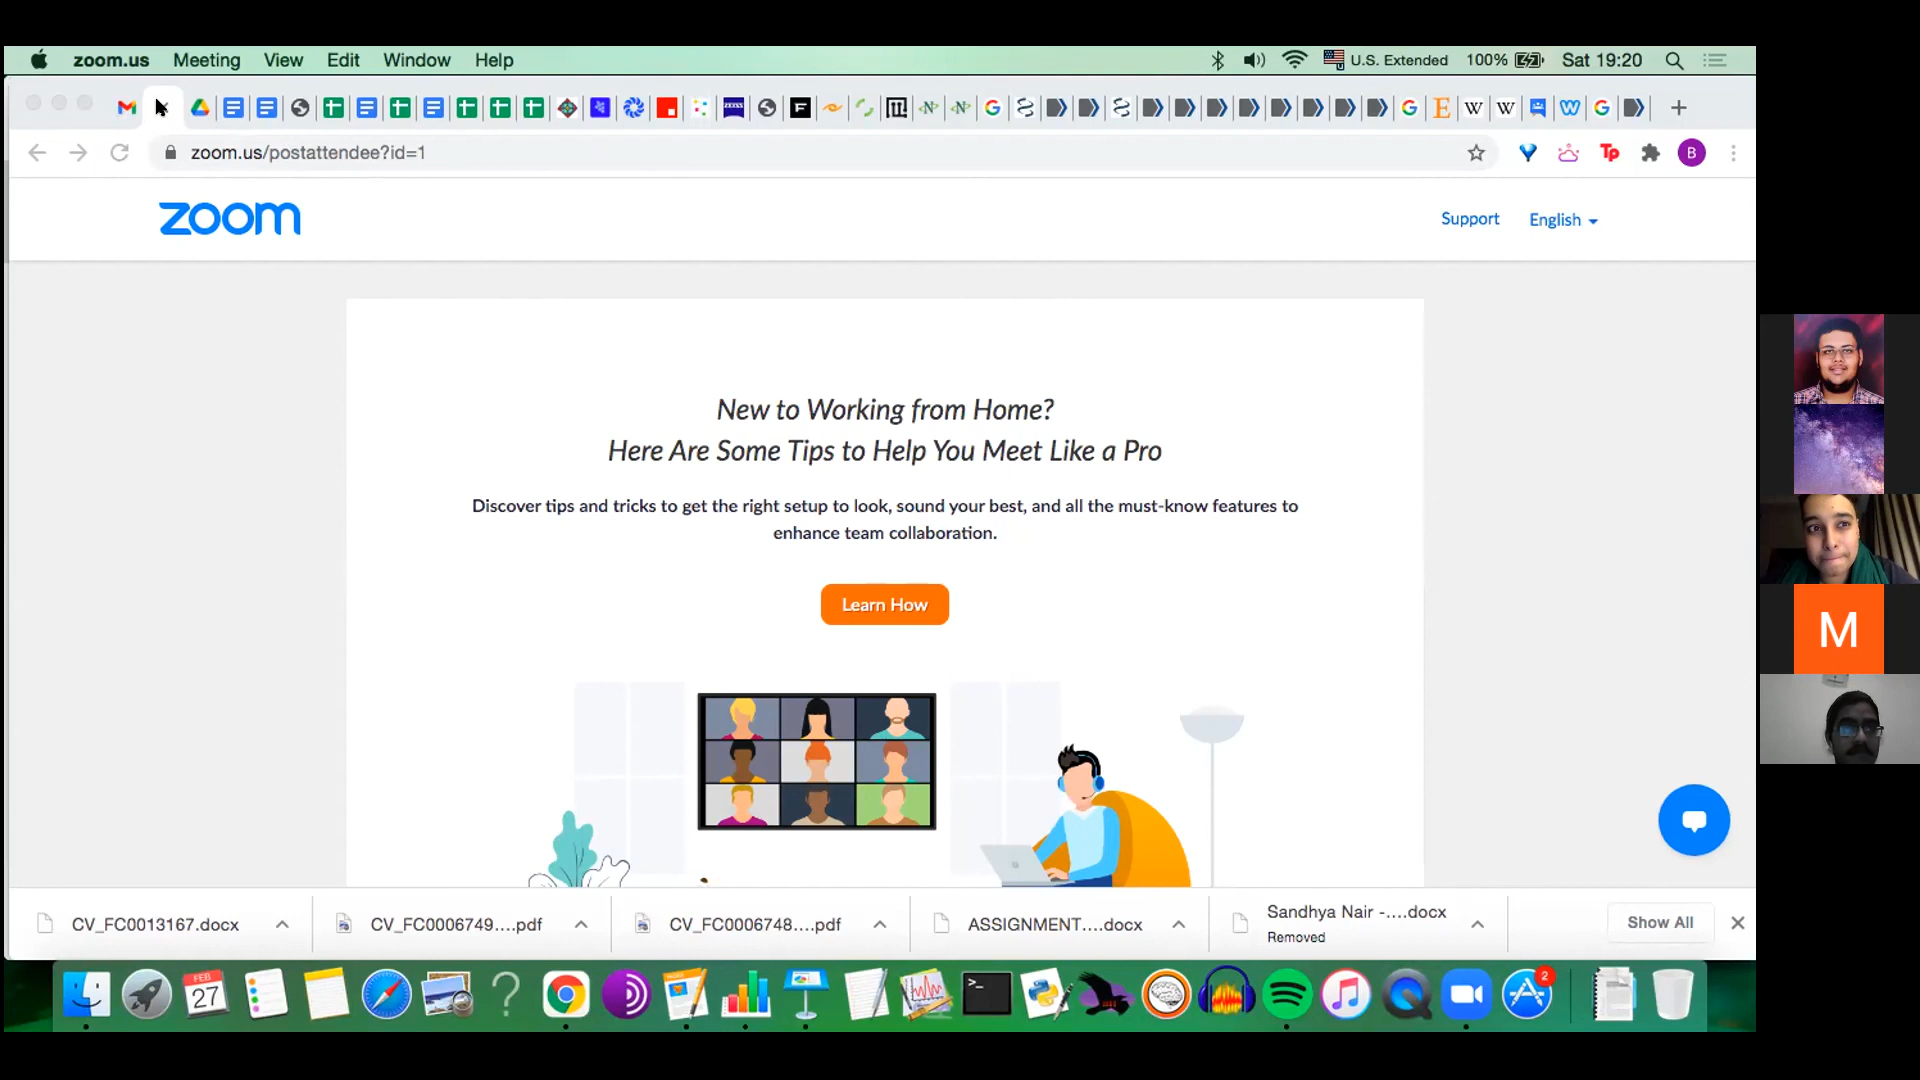 zoom.us Meeting View Edit Window Help U.S. Extended 100% Sat 19:20
zoom.us/postattendee?id=1
B
zoom
Support English
New to Working from Home?
Here Are Some Tips to Help You Meet Like a Pro
Discover tips and tricks to get the right setup to look, sound your best, and all the must-know features to
enhance team collaboration.
Learn How
M
CV_FC0013167.docx CV_FC0006749....pdf CV_FC0006748....pdf ASSIGNMENT....docx Sandhya Nair -....docx Show All
Removed
FEB
27
2